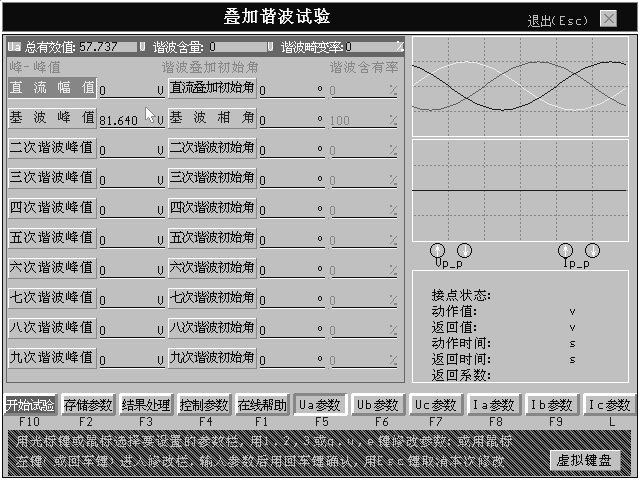 叠加谐波试验
退出(Esc)
Ua 总有效值: 57.737 U 谐波含量: 0 U 谐波畸变率: 0 %
峰-峰值 谐波叠加初始角 谐波含有率
直流幅值 0 U 直流叠加初始角 0 ° 0 %
基波峰值 81.640 U 基波相角 0 ° 100 %
二次谐波峰值 0 U 二次谐波初始角 0 ° 0 %
三次谐波峰值 0 U 三次谐波初始角 0 ° 0 %
四次谐波峰值 0 U 四次谐波初始角 0 ° 0 %
五次谐波峰值 0 U 五次谐波初始角 0 ° 0 %
六次谐波峰值 0 U 六次谐波初始角 0 ° 0 %
七次谐波峰值 0 U 七次谐波初始角 0 ° 0 %
八次谐波峰值 0 U 八次谐波初始角 0 ° 0 %
九次谐波峰值 0 U 九次谐波初始角 0 ° 0 %
Vp_p Ip_p
接点状态:
动作值: v
返回值: v
动作时间: s
返回时间: s
返回系数:
开始试验 存储参数 结果处理 控制参数 在线帮助 Ua参数 Ub参数 Uc参数 Ia参数 Ib参数 Ic参数
F10 F2 F3 F4 F1 F5 F6 F7 F8 F9 L
用光标键或鼠标选择要设置的参数栏,用1,2,3或q,w,e键修改参数;或用鼠标
左键(或回车键)进入修改栏,输入参数后用回车键确认,用Esc键取消本次修改
虚拟键盘